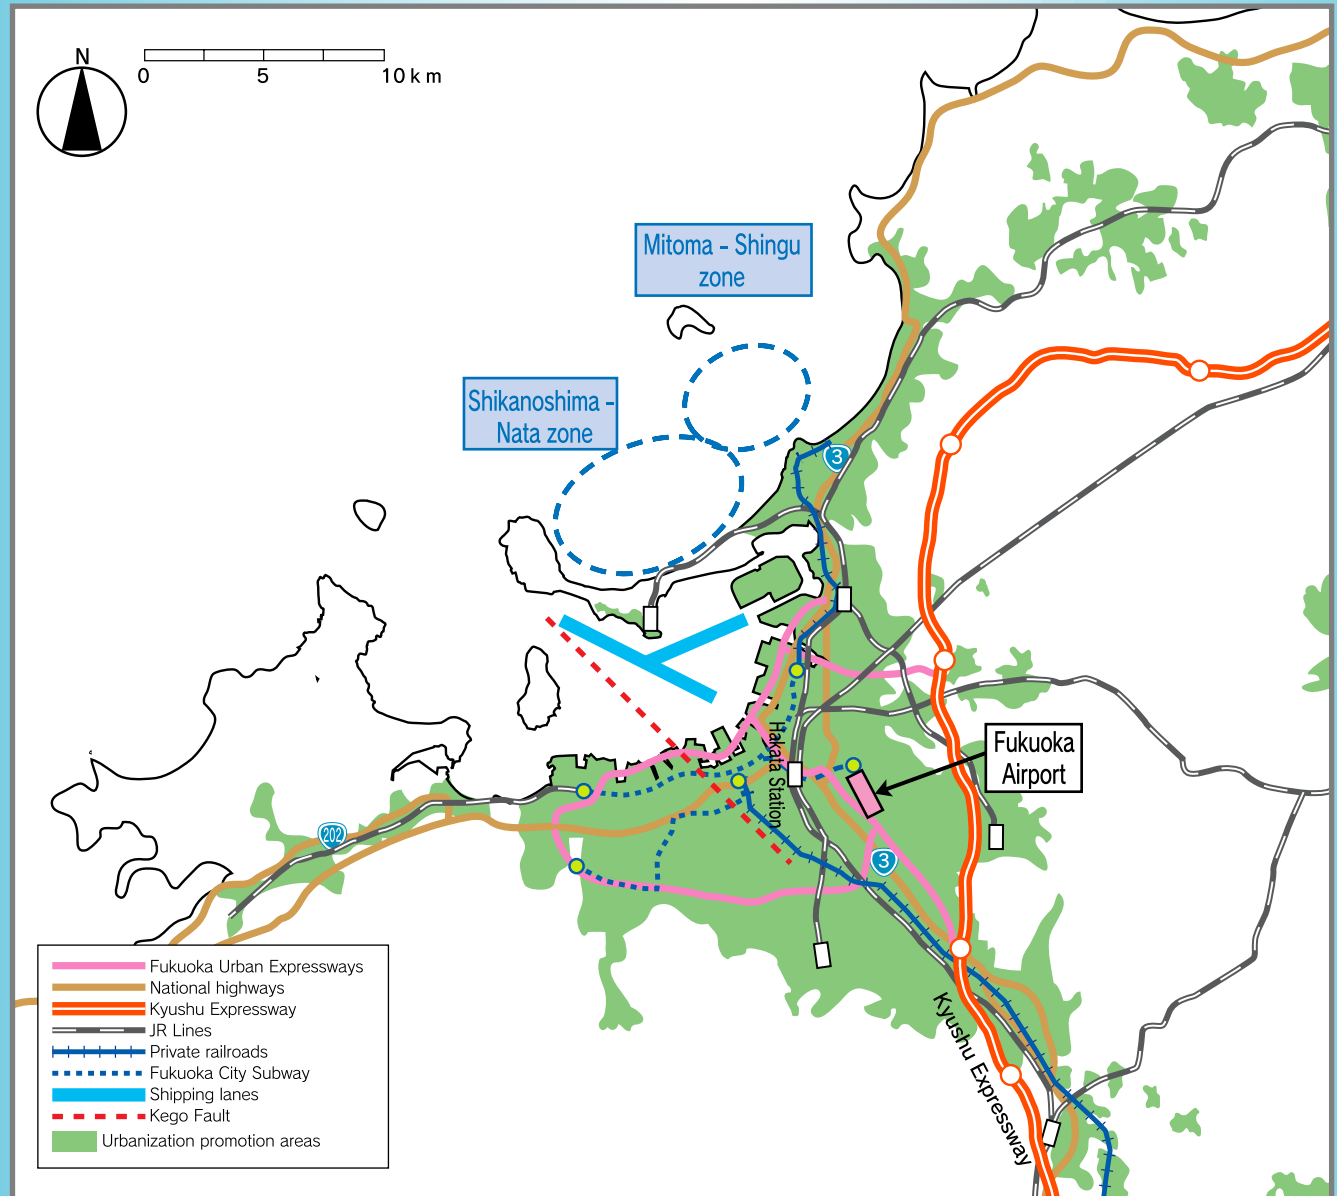 N
0 5 10 k m
Mitoma - Shingu
zone
Shikanoshima -
Nata zone
3
Hakata Station
Fukuoka
Airport
202
3
Kyushu Expressway
Fukuoka Urban Expressways
National highways
Kyushu Expressway
JR Lines
Private railroads
Fukuoka City Subway
Shipping lanes
Kego Fault
Urbanization promotion areas